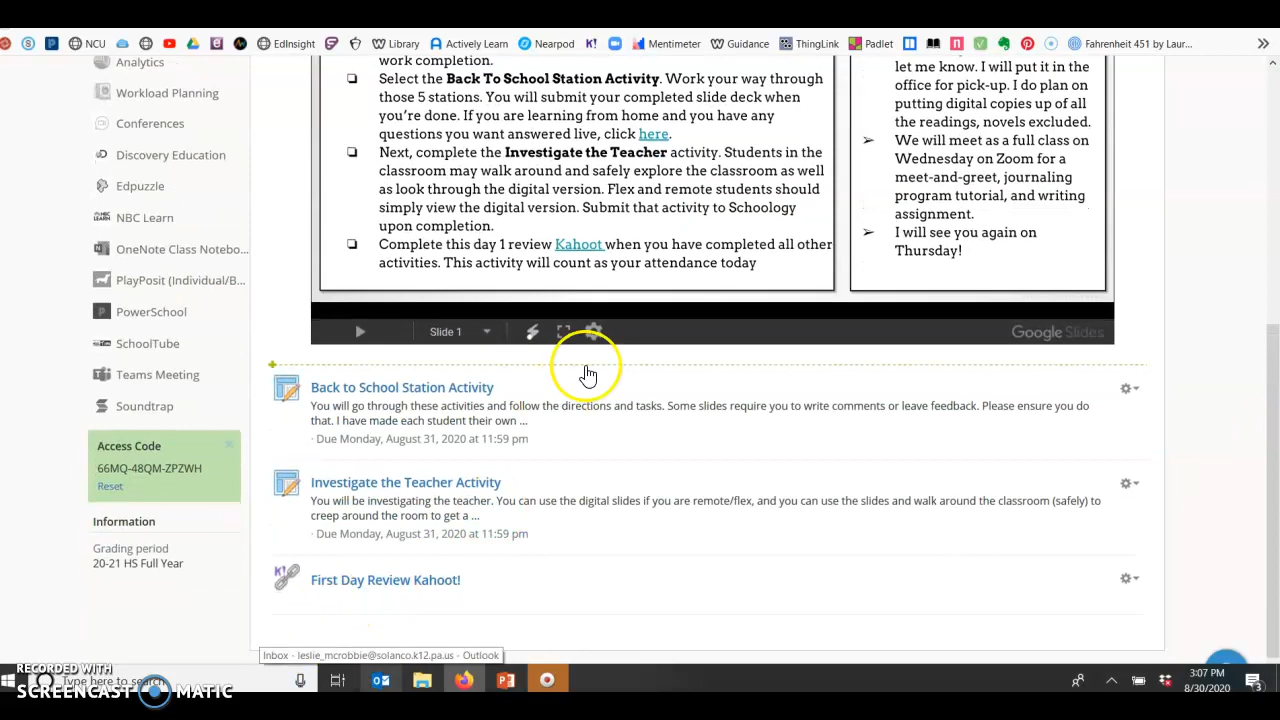 NCU
EdInsight
Library
Actively Learn
Nearpod
K!
Mentimeter
Guidance
ThingLink
Padlet
Fahrenheit 451 by Laur...
Analytics
Workload Planning
Conferences
Discovery Education
Edpuzzle
NBC Learn
OneNote Class Notebo...
PlayPosit (Individual/B...
PowerSchool
SchoolTube
Teams Meeting
Soundtrap
Access Code
66MQ-48QM-ZPZWH
Reset
Information
Grading period
20-21 HS Full Year
work completion.
Select the Back To School Station Activity. Work your way through
those 5 stations. You will submit your completed slide deck when
you're done. If you are learning from home and you have any
questions you want answered live, click here.
Next, complete the Investigate the Teacher activity. Students in the
classroom may walk around and safely explore the classroom as well
as look through the digital version. Flex and remote students should
simply view the digital version. Submit that activity to Schoology
upon completion.
Complete this day 1 review Kahoot when you have completed all other
activities. This activity will count as your attendance today
let me know. I will put it in the
office for pick-up. I do plan on
putting digital copies up of all
the readings, novels excluded.
➢ We will meet as a full class on
Wednesday on Zoom for a
meet-and-greet, journaling
program tutorial, and writing
assignment.
➢ I will see you again on
Thursday!
Slide 1
Google Slides
Back to School Station Activity
You will go through these activities and follow the directions and tasks. Some slides require you to write comments or leave feedback. Please ensure you do
that. I have made each student their own ...
· Due Monday, August 31, 2020 at 11:59 pm
Investigate the Teacher Activity
You will be investigating the teacher. You can use the digital slides if you are remote/flex, and you can use the slides and walk around the classroom (safely) to
creep around the room to get a ...
· Due Monday, August 31, 2020 at 11:59 pm
K!
First Day Review Kahoot!
Inbox - leslie_mcrobbie@solanco.k12.pa.us - Outlook
RECORDED WITH
SCREENCAST MATIC
Type here to search
3:07 PM
8/30/2020
3